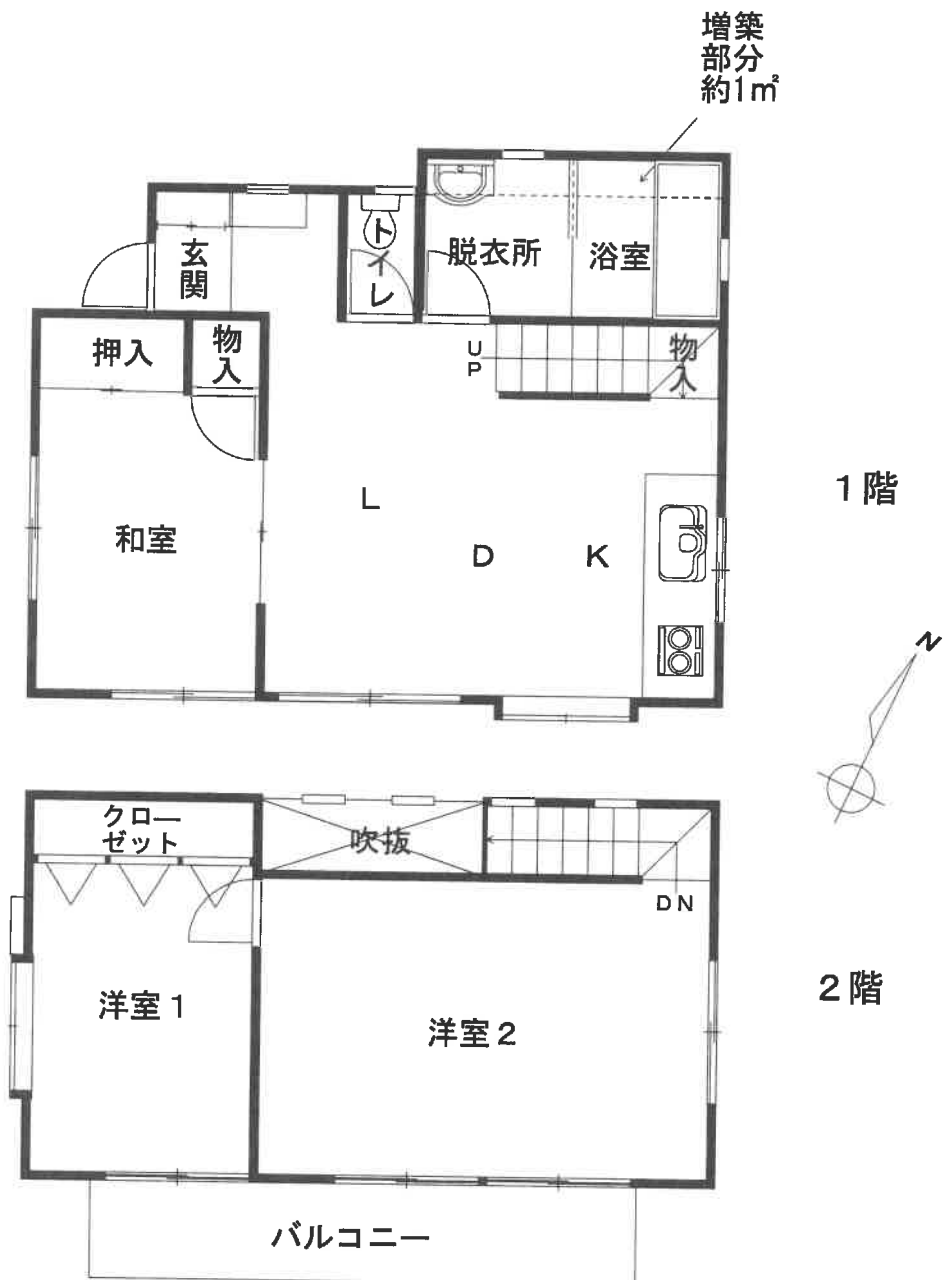 増築
部分
約1㎡
玄
関
トイレ
脱衣所
浴室
押入
物
入
UP
物
入
L
D
K
和室
1階
N
クロー
ゼット
吹抜
DN
洋室1
洋室2
2階
バルコニー